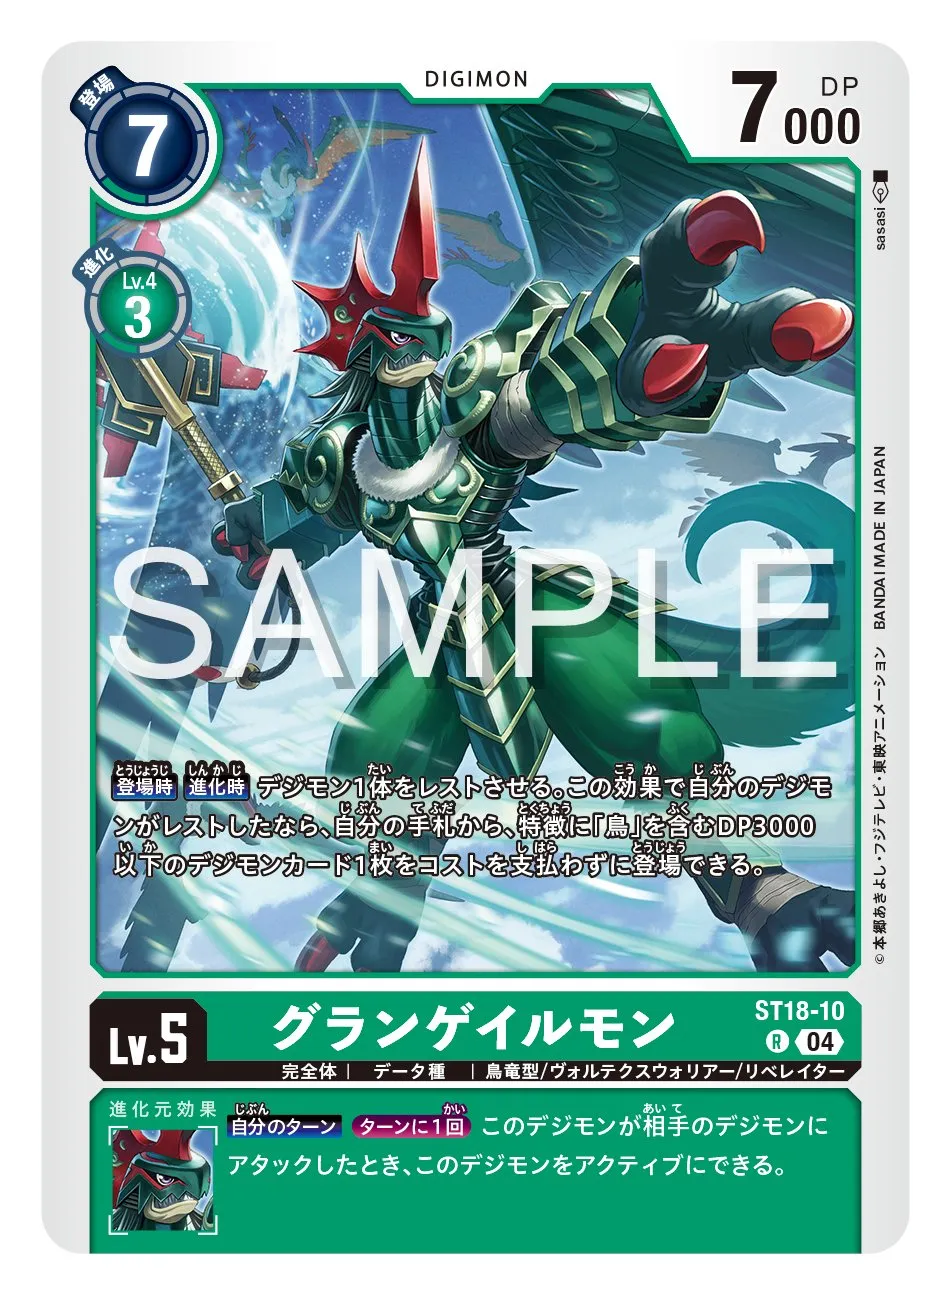 DIGIMON
登場
7
7000
DP
進化
Lv.4
3
sasasi
SAMPLE
登場時 進化時 デジモン1体をレストさせる。この効果で自分のデジモ
ンがレストしたなら、自分の手札から、特徴に「鳥」を含むDP3000
以下のデジモンカード1枚をコストを支払わずに登場できる。
©本郷あきよし・フジテレビ・東映アニメーション BANDAI MADE IN JAPAN
Lv.5
グランゲイルモン
ST18-10
R 04
完全体 | データ種 | 鳥竜型/ヴォルテクスウォリアー/リベレイター
進化元効果
自分のターン ターンに1回 このデジモンが相手のデジモンに
アタックしたとき、このデジモンをアクティブにできる。